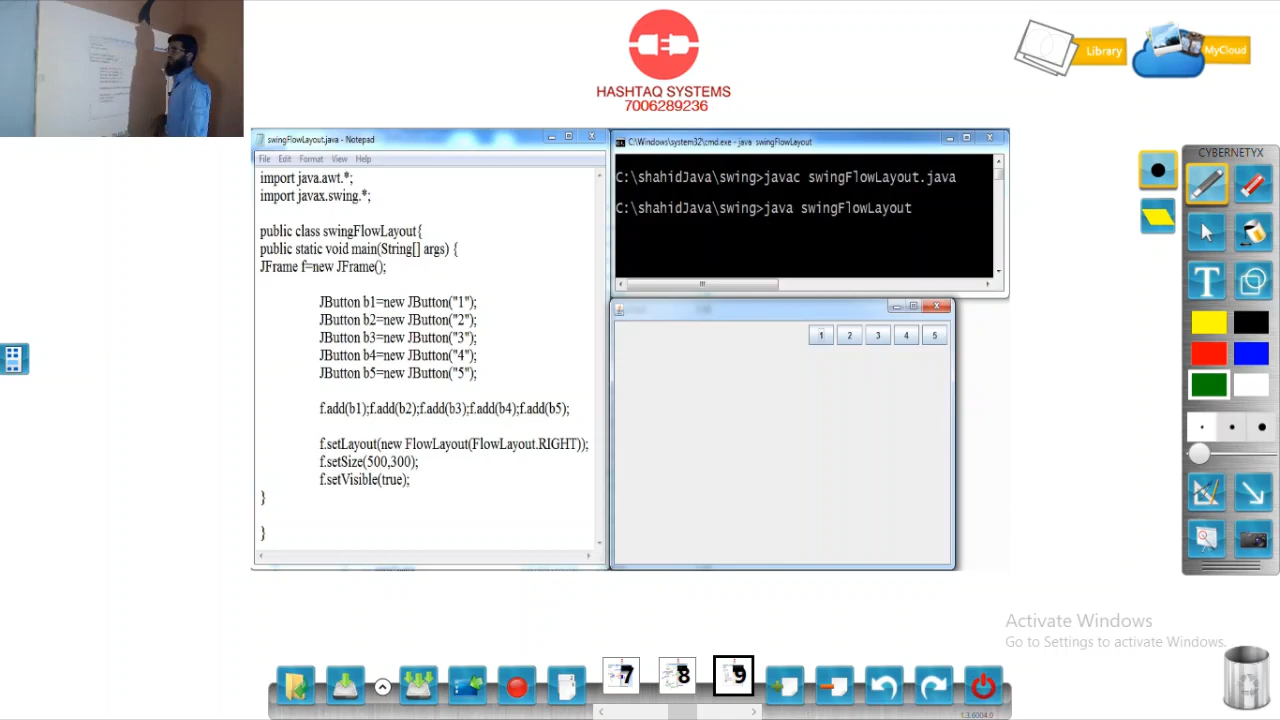 HASHTAQ SYSTEMS
7006289236
Library
MyCloud
swingFlowLayout.java - Notepad
File Edit Format View Help
import java.awt.*;
import javax.swing.*;
public class swingFlowLayout{
public static void main(String[] args) {
JFrame f=new JFrame();
JButton b1=new JButton("1");
JButton b2=new JButton("2");
JButton b3=new JButton("3");
JButton b4=new JButton("4");
JButton b5=new JButton("5");
f.add(b1);f.add(b2);f.add(b3);f.add(b4);f.add(b5);
f.setLayout(new FlowLayout(FlowLayout.RIGHT));
f.setSize(500,300);
f.setVisible(true);
}
}
C:\Windows\system32\cmd.exe - java swingFlowLayout
C:\shahidJava\swing>javac swingFlowLayout.java
C:\shahidJava\swing>java swingFlowLayout
1 2 3 4 5
CYBERNETYX
T
Activate Windows
Go to Settings to activate Windows.
7 8 9
1.3.6004.0